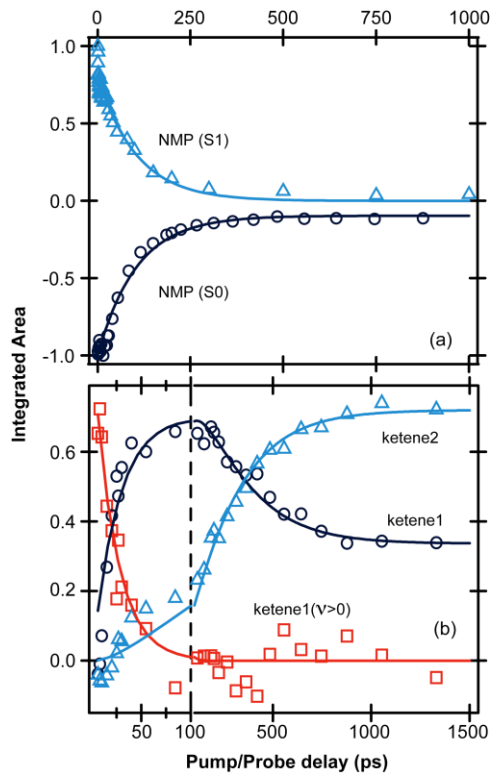 0 250 500 750 1000
1.0
0.5
0.0
-0.5
-1.0
NMP (S1)
NMP (S0)
(a)
Integrated Area
0.6
0.4
0.2
0.0
ketene2
ketene1
ketene1(ν>0)
(b)
50 100 500 1000 1500
Pump/Probe delay (ps)